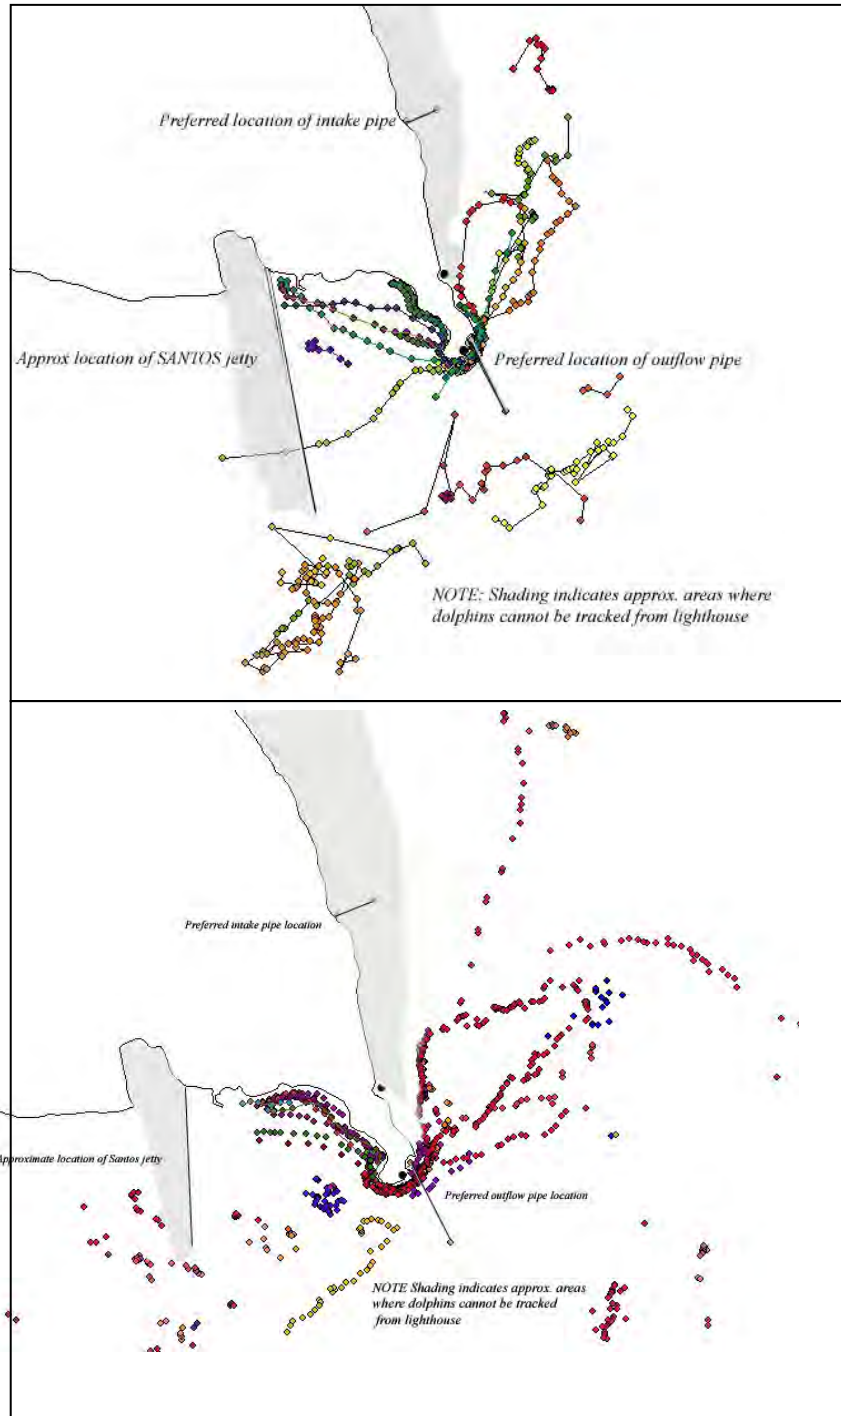 Preferred location of intake pipe
Approx location of SANTOS jetty
Preferred location of outflow pipe
NOTE: Shading indicates approx. areas where
dolphins cannot be tracked from lighthouse
Preferred intake pipe location
Approximate location of Santos jetty
Preferred outflow pipe location
NOTE Shading indicates approx. areas
where dolphins cannot be tracked
from lighthouse